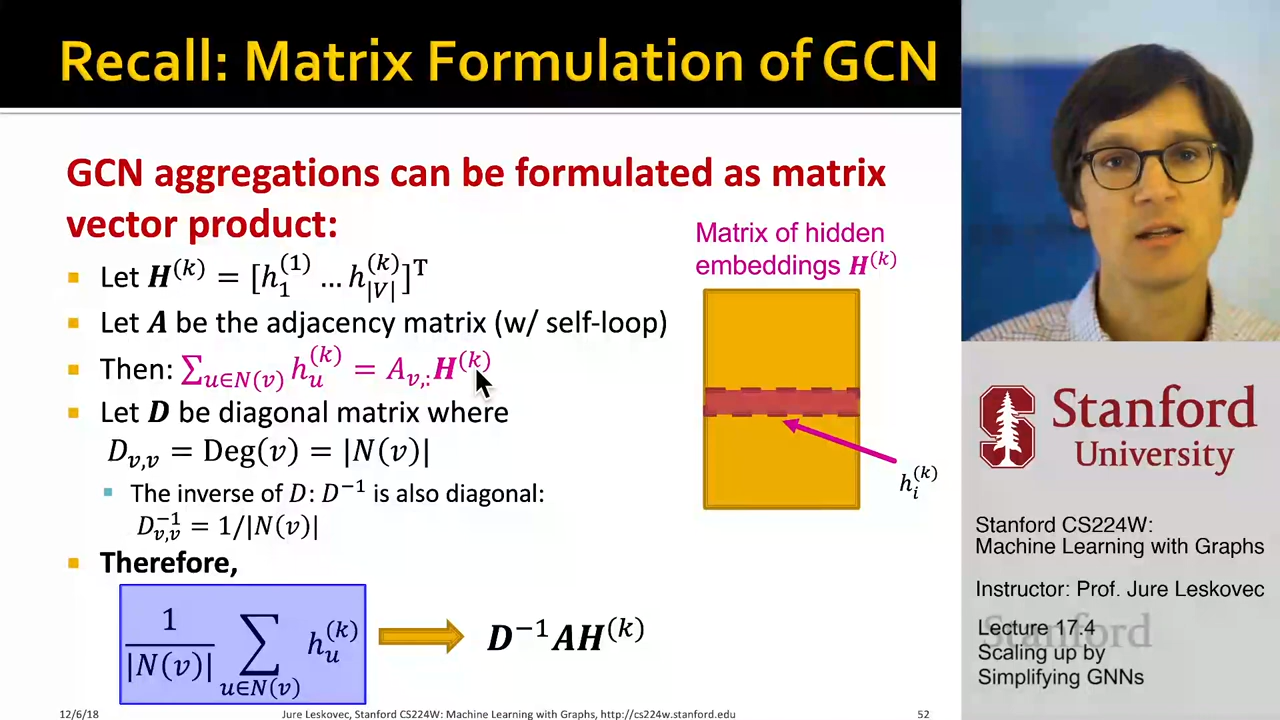 Recall: Matrix Formulation of GCN
GCN aggregations can be formulated as matrix
vector product:
Let H^(k) = [h_1^(1) … h_|V|^(k)]^T
Let A be the adjacency matrix (w/ self-loop)
Then: ∑_{u∈N(v)} h_u^(k) = A_{v,:}H^(k)
Let D be diagonal matrix where
D_{v,v} = Deg(v) = |N(v)|
The inverse of D: D^−1 is also diagonal:
D_{v,v}^−1 = 1/|N(v)|
Therefore,
1/|N(v)| ∑_{u∈N(v)} h_u^(k)
D^−1AH^(k)
Matrix of hidden
embeddings H^(k)
h_i^(k)
12/6/18
Jure Leskovec, Stanford CS224W: Machine Learning with Graphs, http://cs224w.stanford.edu
52
S
Stanford
University
Stanford CS224W:
Machine Learning with Graphs
Instructor: Prof. Jure Leskovec
Stanford
Lecture 17.4
Scaling up by
Simplifying GNNs